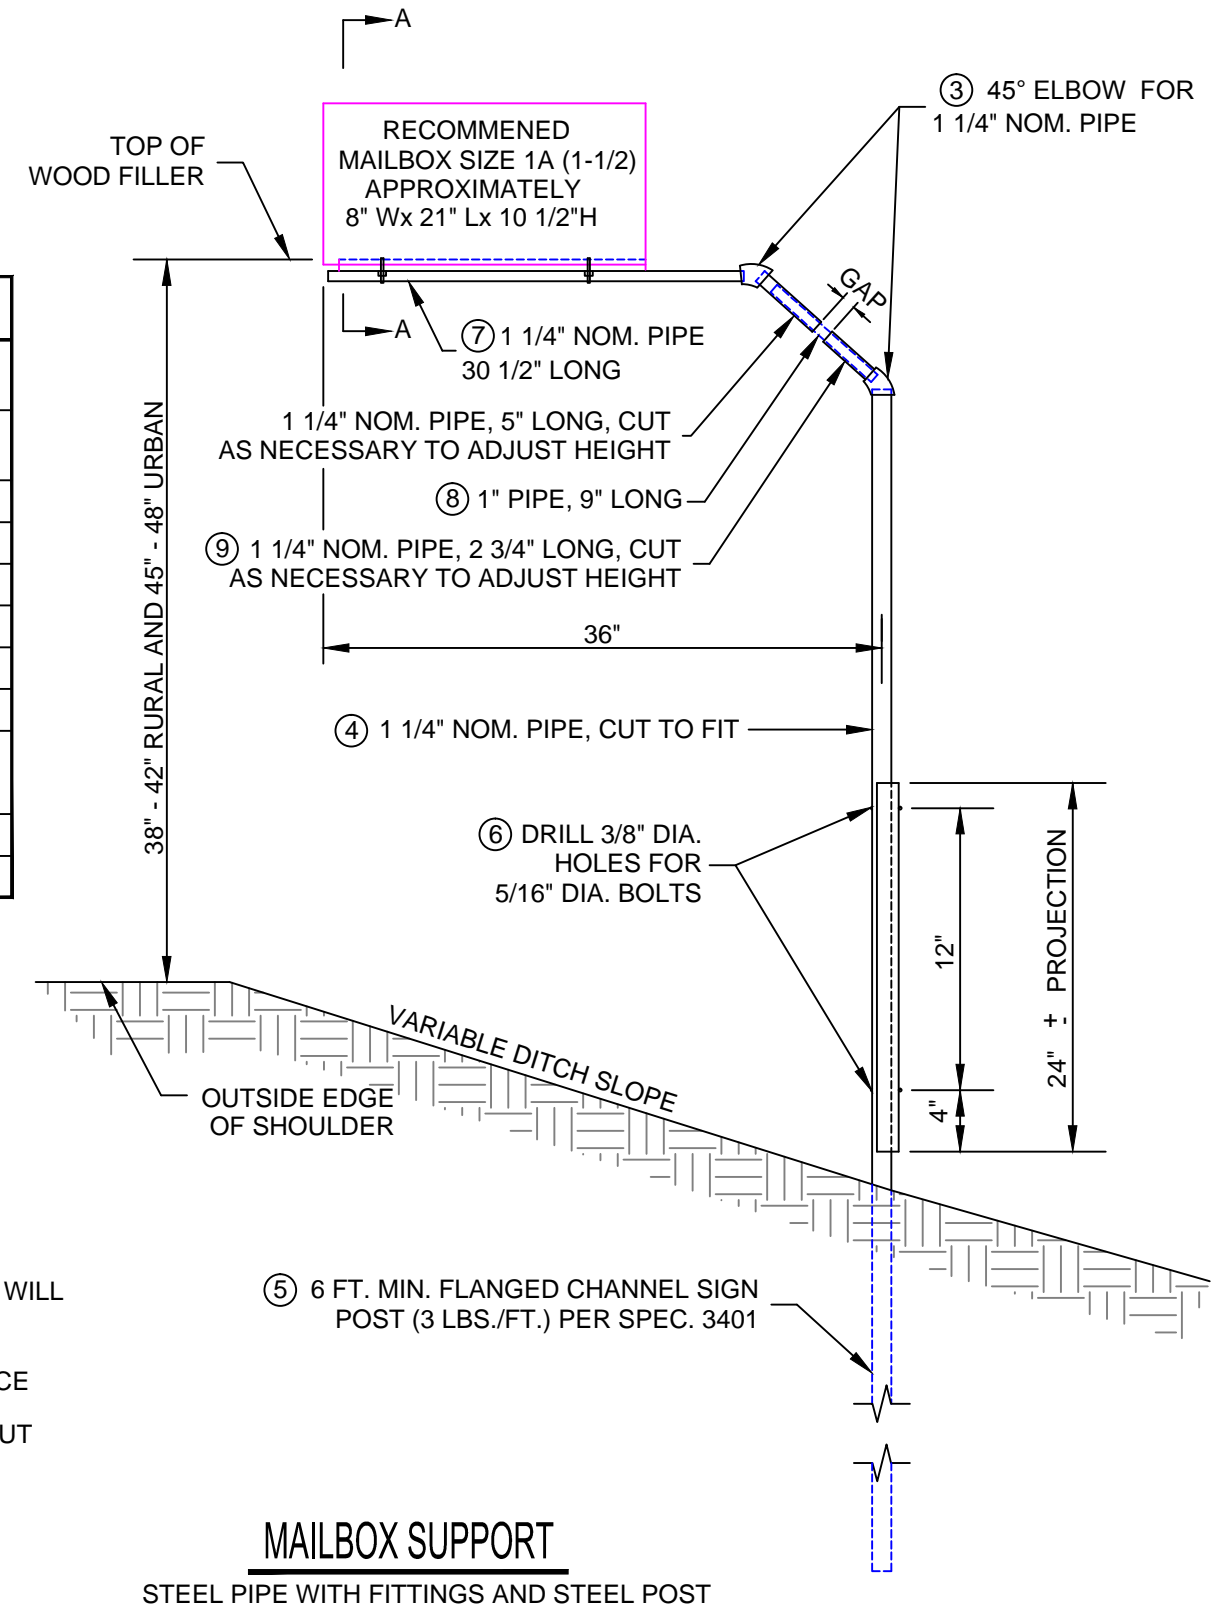 A
③ 45° ELBOW FOR
1 1/4" NOM. PIPE
TOP OF
WOOD FILLER
RECOMMENED
MAILBOX SIZE 1A (1-1/2)
APPROXIMATELY
8" Wx 21" Lx 10 1/2"H
GAP
A
⑦ 1 1/4" NOM. PIPE
30 1/2" LONG
1 1/4" NOM. PIPE, 5" LONG, CUT
AS NECESSARY TO ADJUST HEIGHT
⑧ 1" PIPE, 9" LONG
⑨ 1 1/4" NOM. PIPE, 2 3/4" LONG, CUT
AS NECESSARY TO ADJUST HEIGHT
38" - 42" RURAL AND 45" - 48" URBAN
36"
④ 1 1/4" NOM. PIPE, CUT TO FIT
⑥ DRILL 3/8" DIA.
HOLES FOR
5/16" DIA. BOLTS
12"
4"
24" + - PROJECTION
VARIABLE DITCH SLOPE
OUTSIDE EDGE
OF SHOULDER
WILL
⑤ 6 FT. MIN. FLANGED CHANNEL SIGN
POST (3 LBS./FT.) PER SPEC. 3401
CE
UT
MAILBOX SUPPORT
STEEL PIPE WITH FITTINGS AND STEEL POST